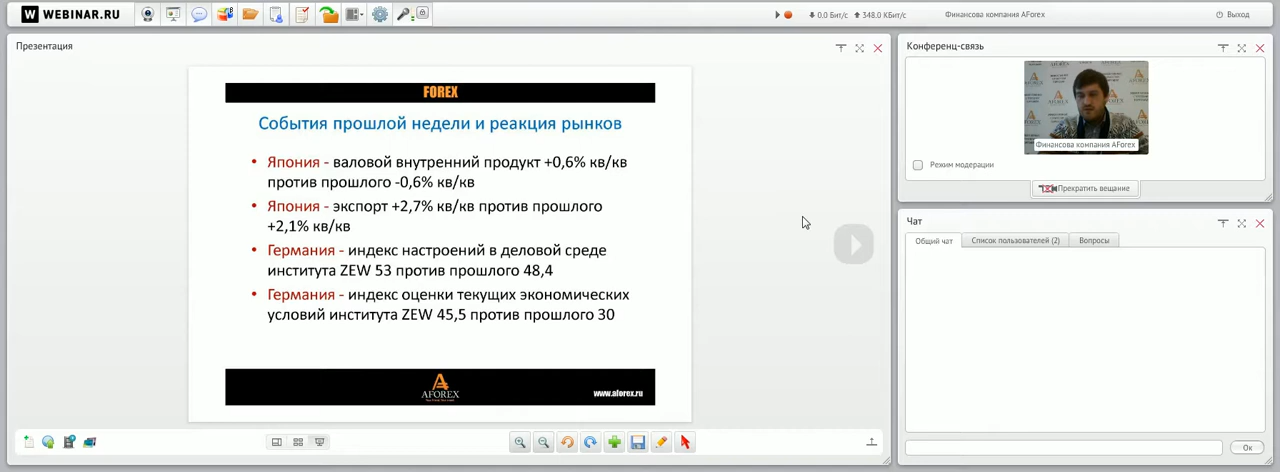 WEBINAR.RU
0,0 Бит/с
348.0 КБит/с
Финансова компания AForex
Выход
Презентация
FOREX
События прошлой недели и реакция рынков
• Япония - валовой внутренний продукт +0,6% кв/кв
против прошлого -0,6% кв/кв
• Япония - экспорт +2,7% кв/кв против прошлого
+2,1% кв/кв
• Германия - индекс настроений в деловой среде
института ZEW 53 против прошлого 48,4
• Германия - индекс оценки текущих экономических
условий института ZEW 45,5 против прошлого 30
AFOREX
www.aforex.ru
Конференц-связь
AFOREX
Финансова компания AForex
Режим модерации
Прекратить вещание
Чат
Общий чат
Список пользователей (2)
Вопросы
Ок